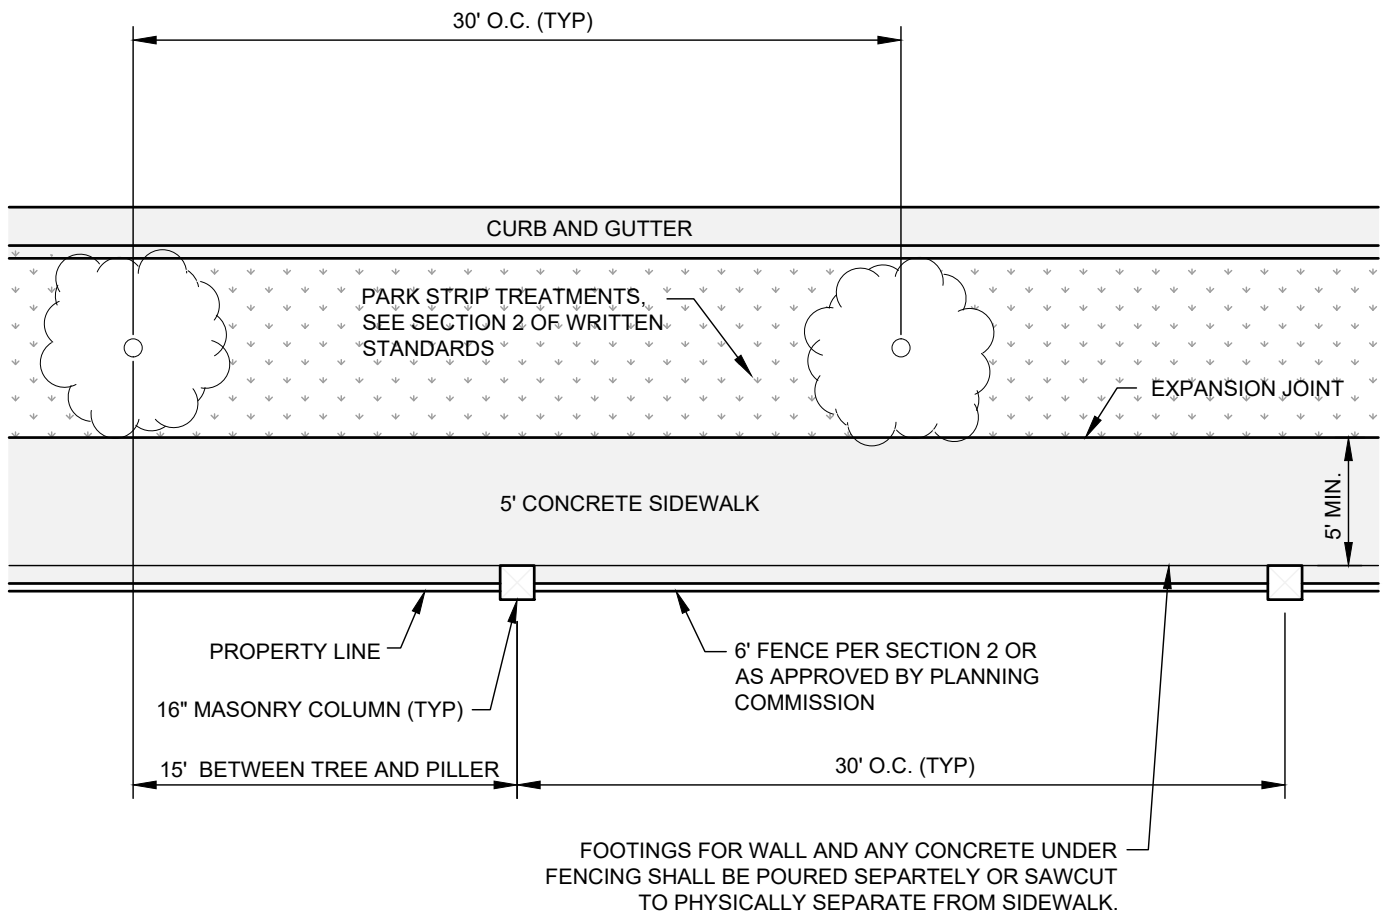 30' O.C. (TYP)
CURB AND GUTTER
PARK STRIP TREATMENTS,
SEE SECTION 2 OF WRITTEN
STANDARDS
EXPANSION JOINT
5' CONCRETE SIDEWALK
5' MIN.
PROPERTY LINE
6' FENCE PER SECTION 2 OR
AS APPROVED BY PLANNING
COMMISSION
16" MASONRY COLUMN (TYP)
15' BETWEEN TREE AND PILLER
30' O.C. (TYP)
FOOTINGS FOR WALL AND ANY CONCRETE UNDER
FENCING SHALL BE POURED SEPARTELY OR SAWCUT
TO PHYSICALLY SEPARATE FROM SIDEWALK.